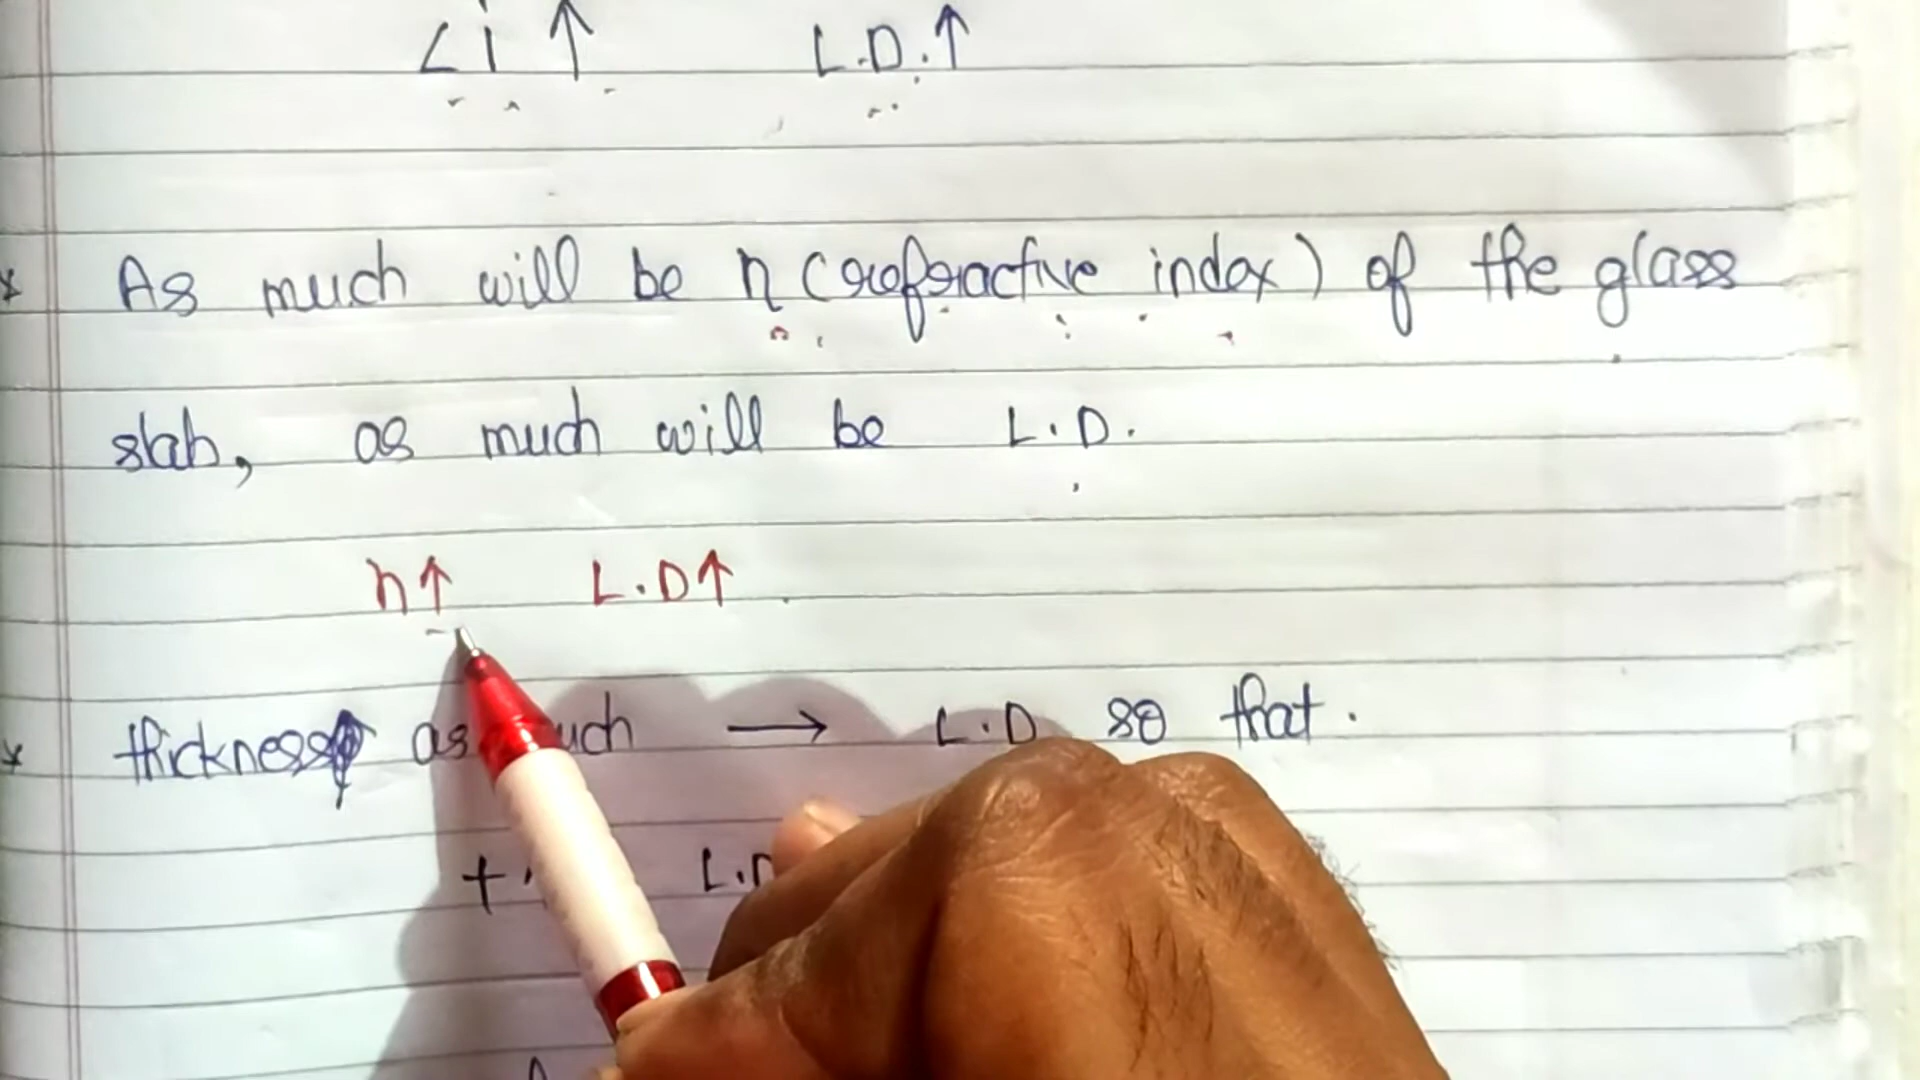 ∠i ↑ L.D.↑
* As much will be n (refractive index) of the glass
slab, as much will be L.D.
n↑ L.D↑
* thickness as much → L.D so that.
t L.D